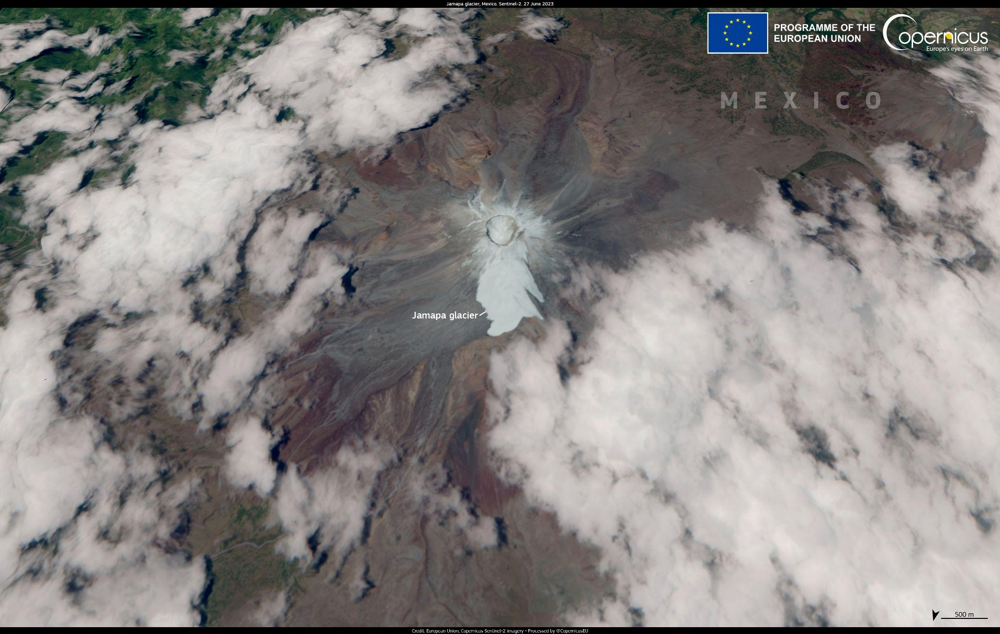 Jamapa glacier, Mexico. Sentinel-2. 27 June 2023
PROGRAMME OF THE
EUROPEAN UNION
opernicus
Europe's eyes on Earth
MEXICO
Jamapa glacier
500 m
Credit. European Union, Copernicus Sentinel-2 imagery - Processed by @CopernicusEU